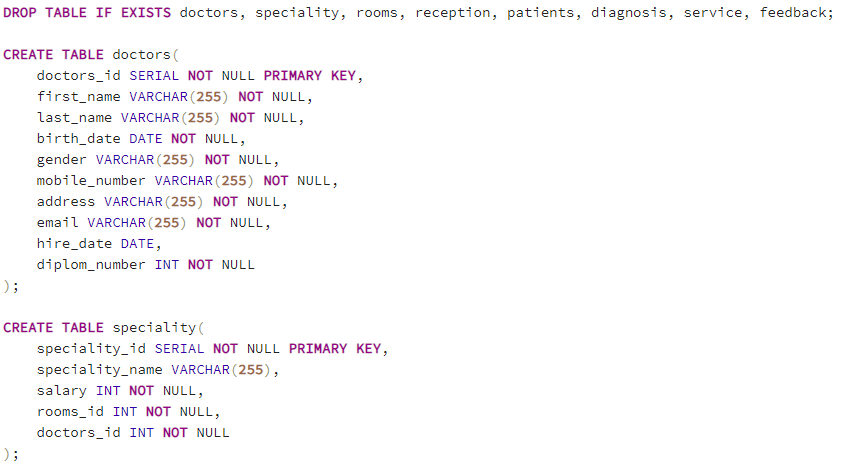 DROP TABLE IF EXISTS doctors, speciality, rooms, reception, patients, diagnosis, service, feedback;
CREATE TABLE doctors(
    doctors_id SERIAL NOT NULL PRIMARY KEY,
    first_name VARCHAR(255) NOT NULL,
    last_name VARCHAR(255) NOT NULL,
    birth_date DATE NOT NULL,
    gender VARCHAR(255) NOT NULL,
    mobile_number VARCHAR(255) NOT NULL,
    address VARCHAR(255) NOT NULL,
    email VARCHAR(255) NOT NULL,
    hire_date DATE,
    diplom_number INT NOT NULL
);
CREATE TABLE speciality(
    speciality_id SERIAL NOT NULL PRIMARY KEY,
    speciality_name VARCHAR(255),
    salary INT NOT NULL,
    rooms_id INT NOT NULL,
    doctors_id INT NOT NULL
);